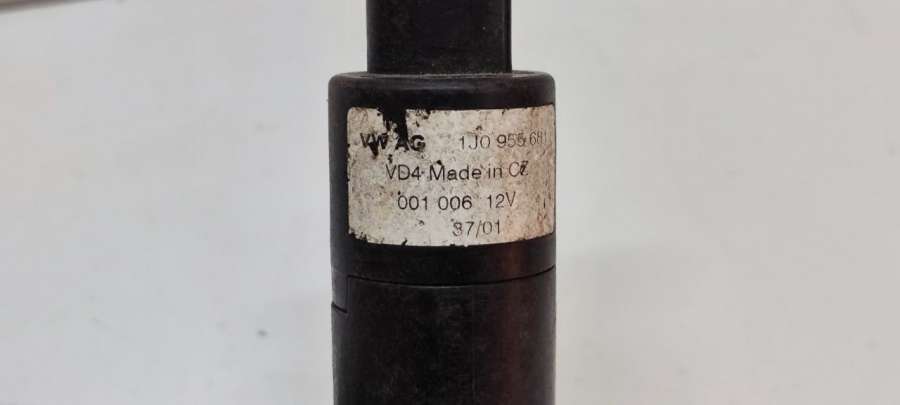 VW AG 1J0 955 681
VD4 Made in CZ
001 006 12V
37/01